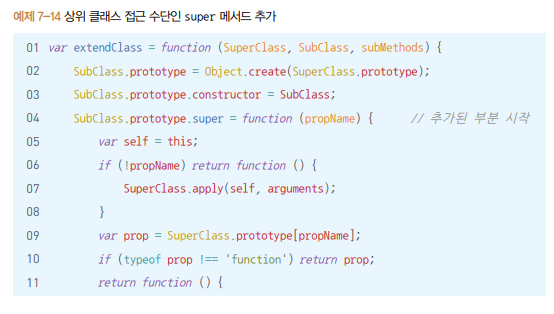 예제 7-14 상위 클래스 접근 수단인 super 메서드 추가
01 var extendClass = function (SuperClass, SubClass, subMethods) {
02     SubClass.prototype = Object.create(SuperClass.prototype);
03     SubClass.prototype.constructor = SubClass;
04     SubClass.prototype.super = function (propName) {     // 추가된 부분 시작
05         var self = this;
06         if (!propName) return function () {
07             SuperClass.apply(self, arguments);
08         }
09         var prop = SuperClass.prototype[propName];
10         if (typeof prop !== 'function') return prop;
11         return function () {